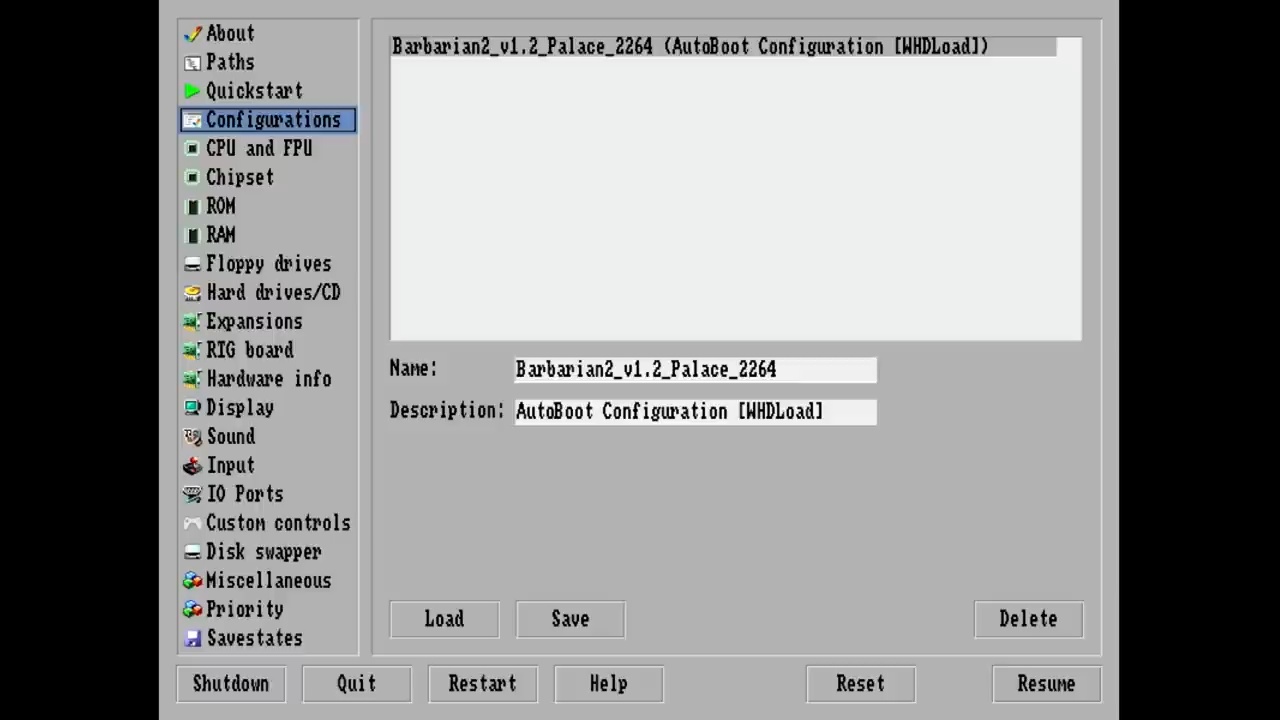 About
Paths
Quickstart
Configurations
CPU and FPU
Chipset
ROM
RAM
Floppy drives
Hard drives/CD
Expansions
RIG board
Hardware info
Display
Sound
Input
IO Ports
Custom controls
Disk swapper
Miscellaneous
Priority
Savestates
Barbarian2_v1.2_Palace_2264 (AutoBoot Configuration [WHDLoad])
Name: Barbarian2_v1.2_Palace_2264
Description: AutoBoot Configuration [WHDLoad]
Load Save Delete
Shutdown Quit Restart Help Reset Resume